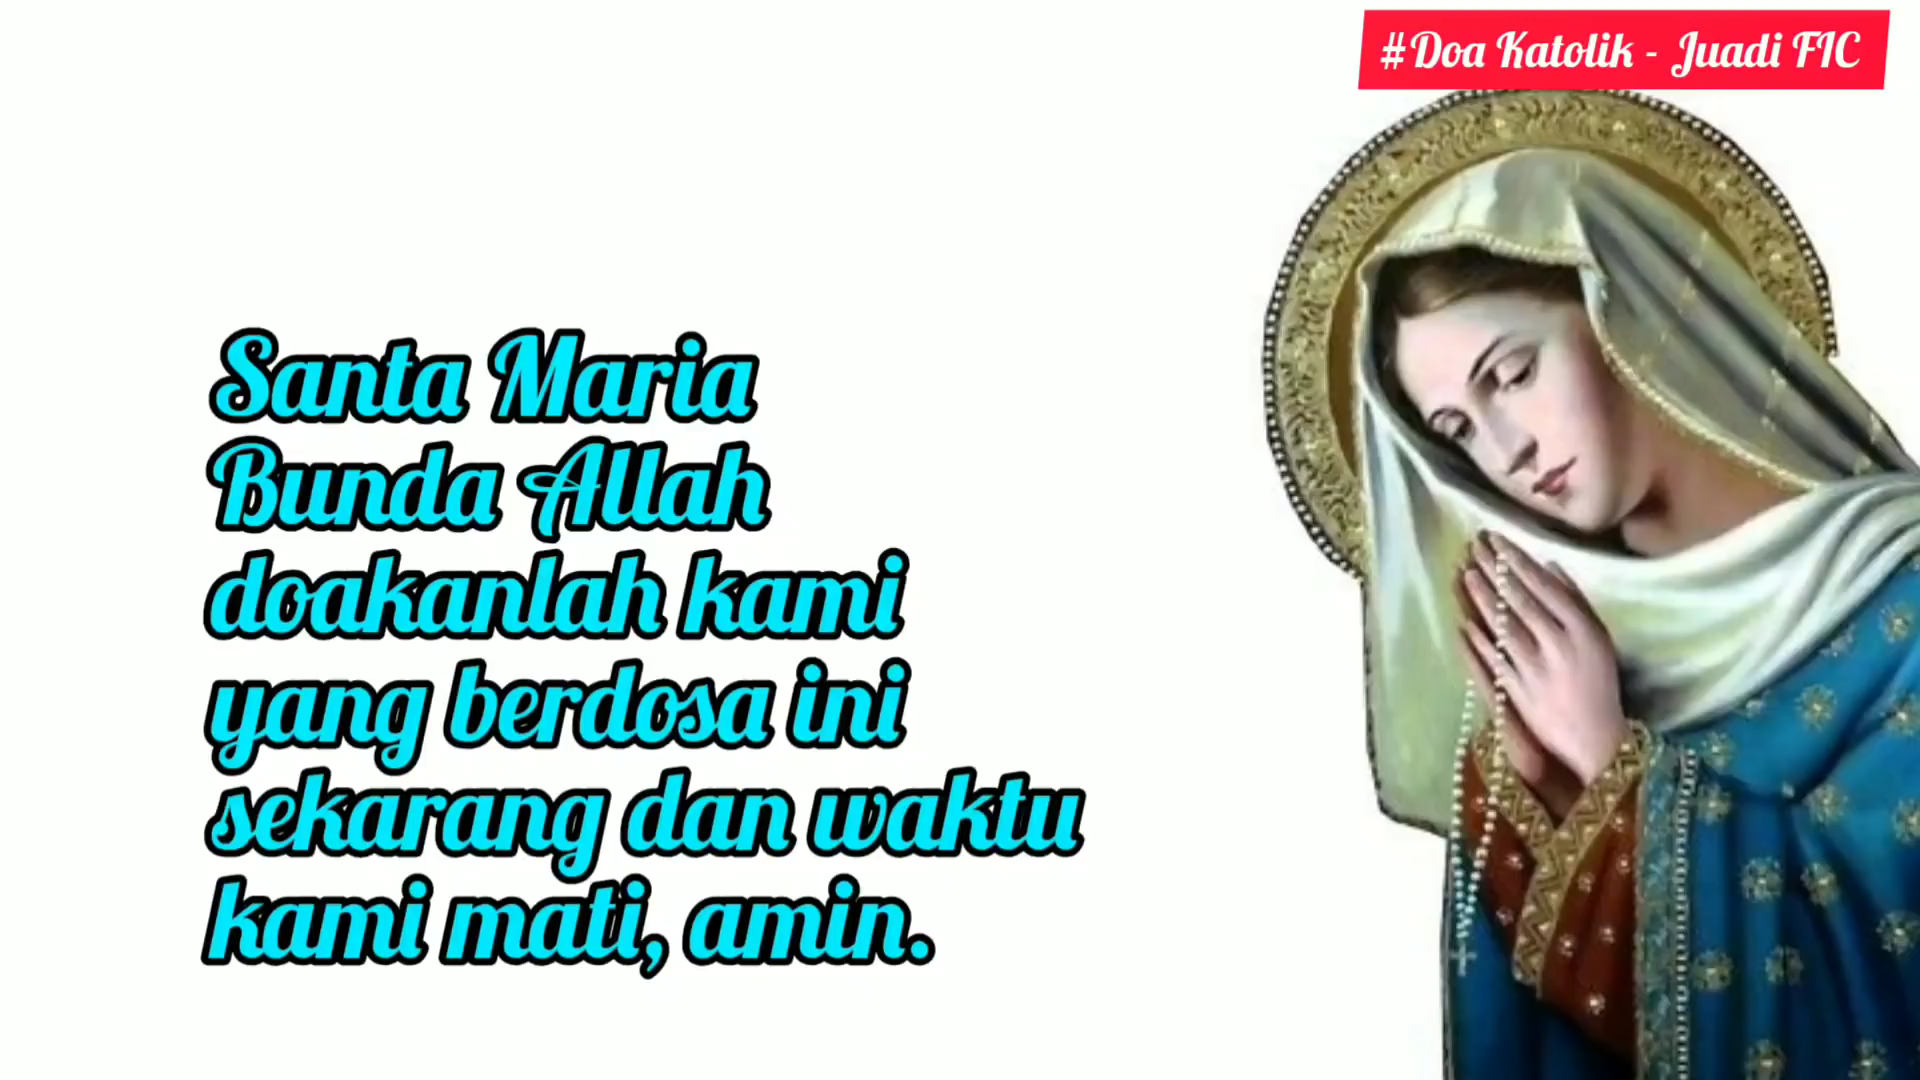 #Doa Katolik - Juadi FIC
Santa Maria
Bunda Allah
doakanlah kami
yang berdosa ini
sekarang dan waktu
kami mati, amin.